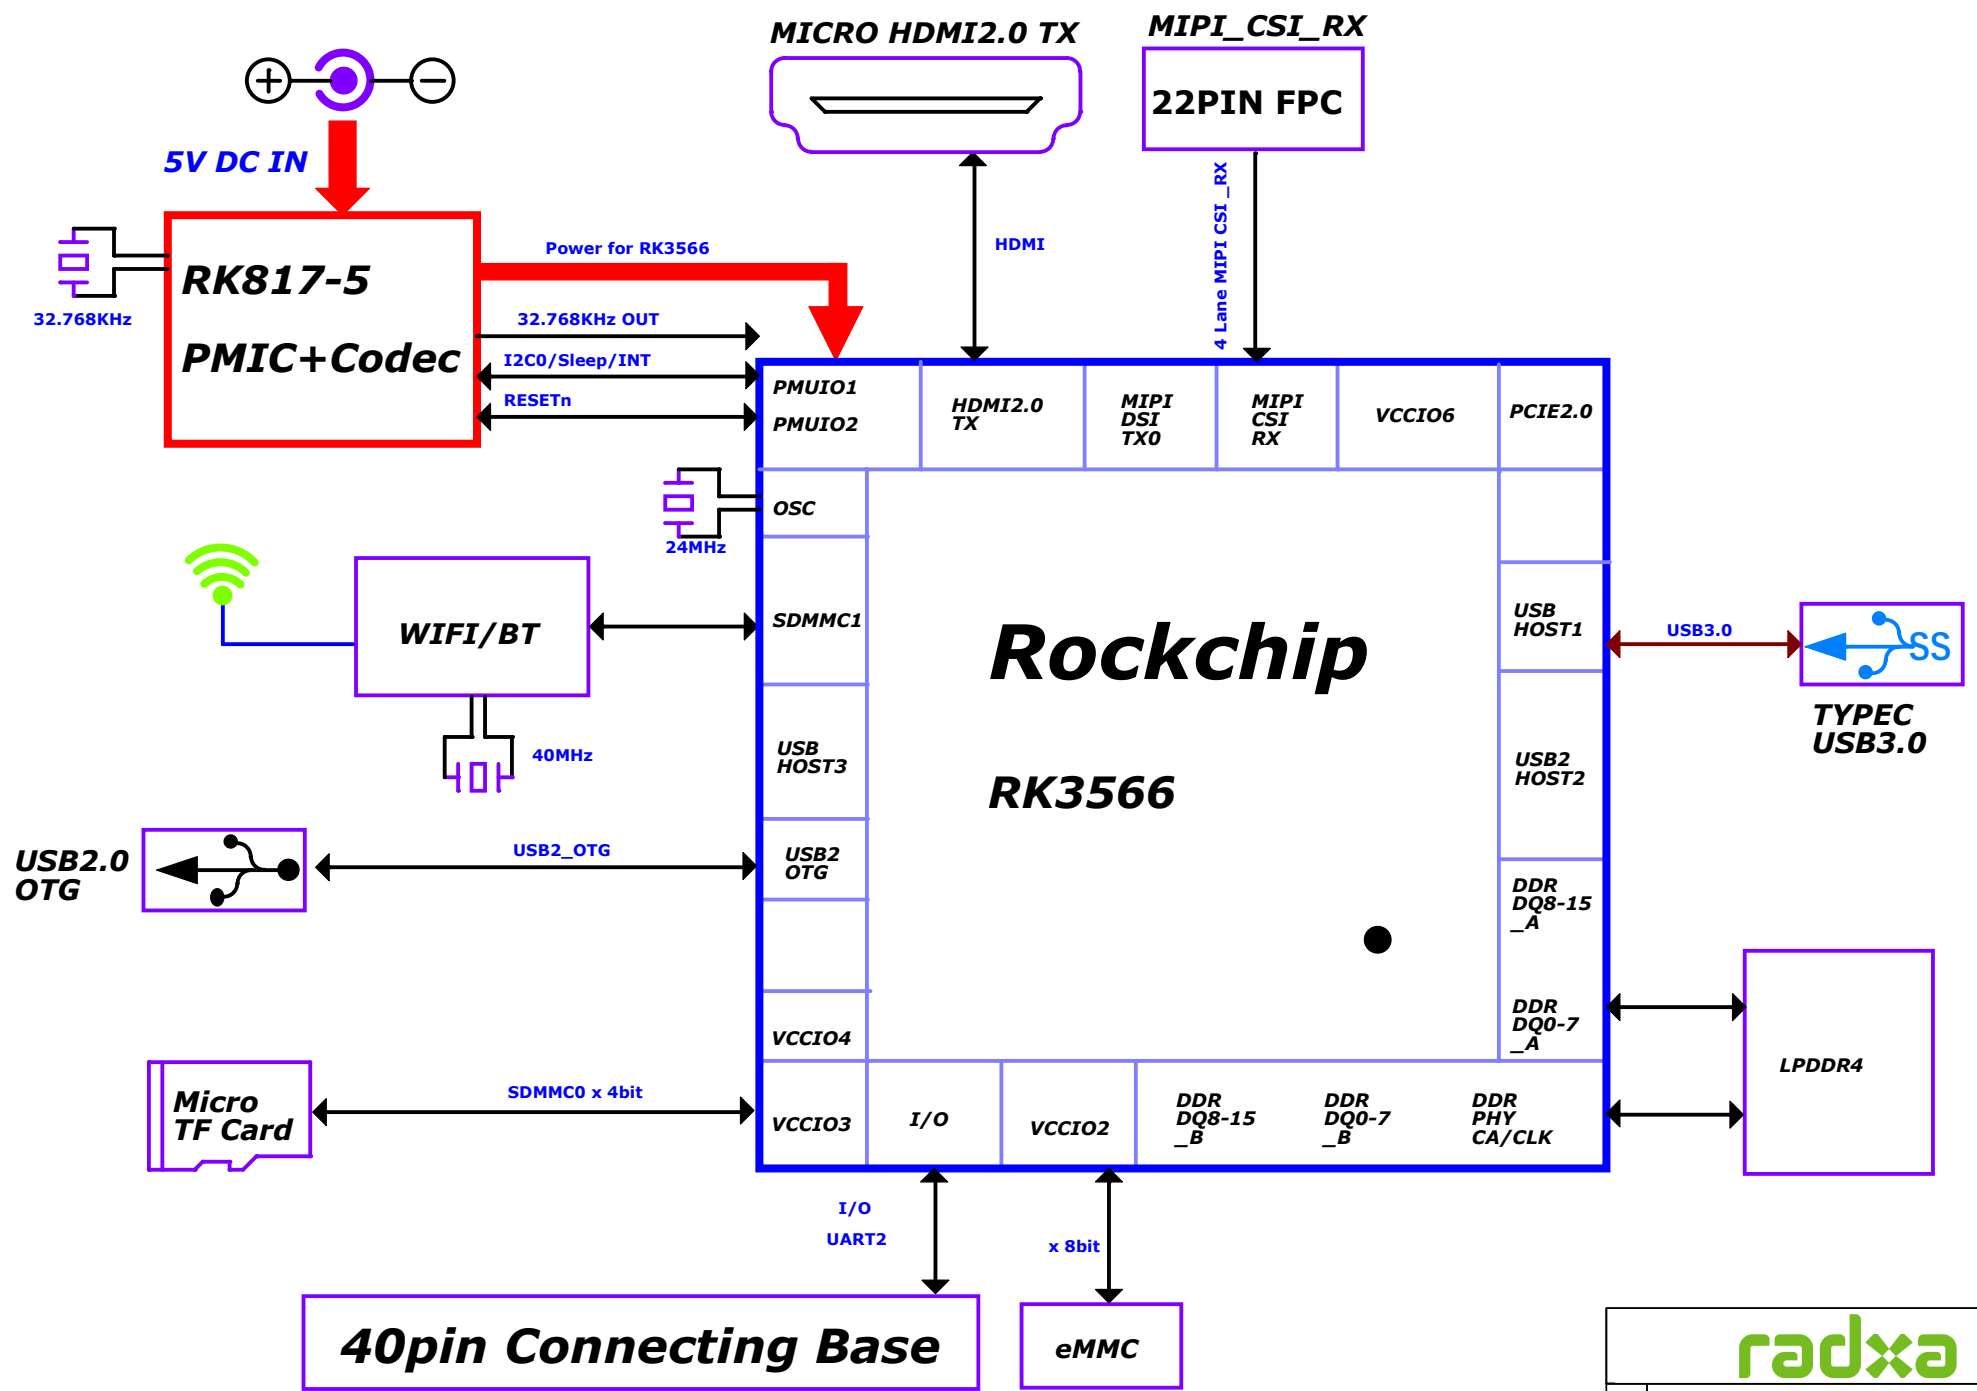 MICRO HDMI2.0 TX
MIPI_CSI_RX
22PIN FPC
5V DC IN
4 Lane MIPI CSI _RX
HDMI
Power for RK3566
RK817-5
PMIC+Codec
32.768KHz
32.768KHz OUT
I2C0/Sleep/INT
RESETn
PMUIO1
PMUIO2
HDMI2.0
TX
MIPI
DSI
TX0
MIPI
CSI
RX
VCCIO6
PCIE2.0
OSC
24MHz
WIFI/BT
SDMMC1
40MHz
Rockchip
RK3566
USB
HOST1
USB3.0
SS
TYPEC
USB3.0
USB
HOST3
USB2
HOST2
USB2.0
OTG
USB2_OTG
USB2
OTG
DDR
DQ8-15
_A
DDR
DQ0-7
_A
VCCIO4
LPDDR4
Micro
TF Card
SDMMC0 x 4bit
VCCIO3
I/O
VCCIO2
DDR
DQ8-15
_B
DDR
DQ0-7
_B
DDR
PHY
CA/CLK
I/O
UART2
x 8bit
40pin Connecting Base
eMMC
radxa